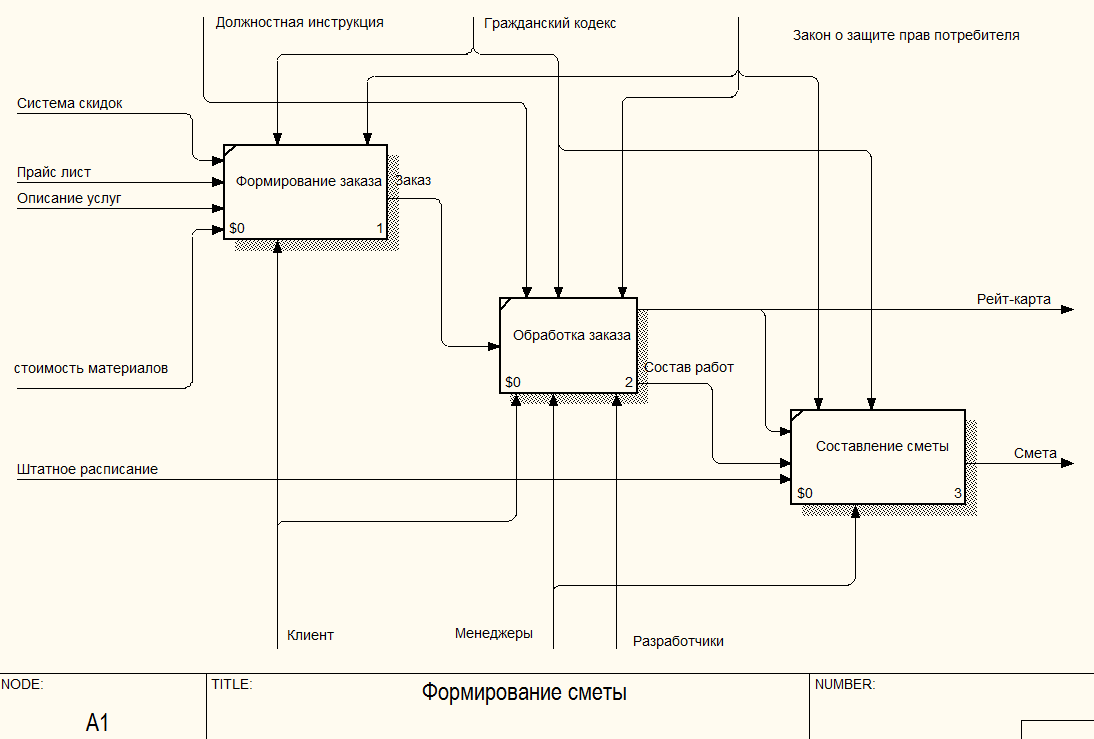 Должностная инструкция
Гражданский кодекс
Закон о защите прав потребителя
Система скидок
Прайс лист
Описание услуг
Формирование заказа
$0
1
Заказ
Рейт-карта
Обработка заказа
$0
2
Состав работ
стоимость материалов
Составление сметы
$0
3
Смета
Штатное расписание
Клиент
Менеджеры
Разработчики
NODE:
TITLE:
NUMBER:
A1
Формирование сметы